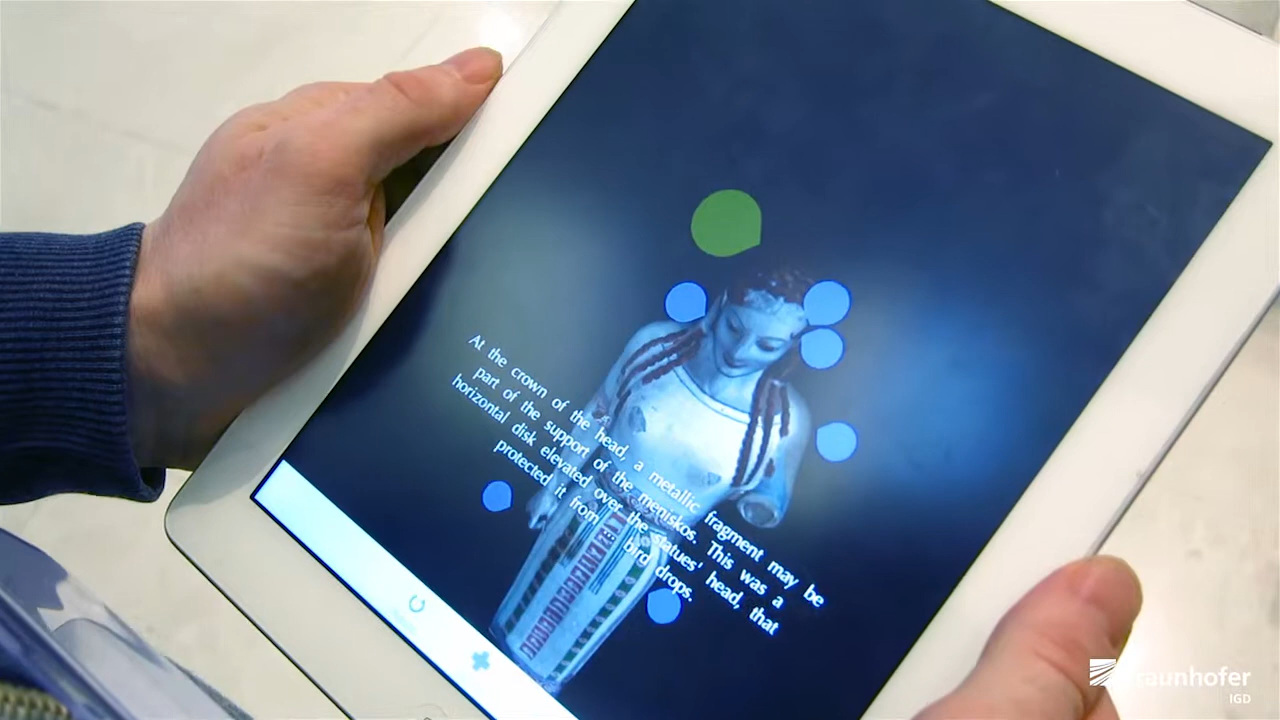 At the crown of the head, a metallic fragment may be
part of the support of the meniskos. This was a
horizontal disk elevated over the statues' head, that
protected it from bird drops.
Fraunhofer
IGD